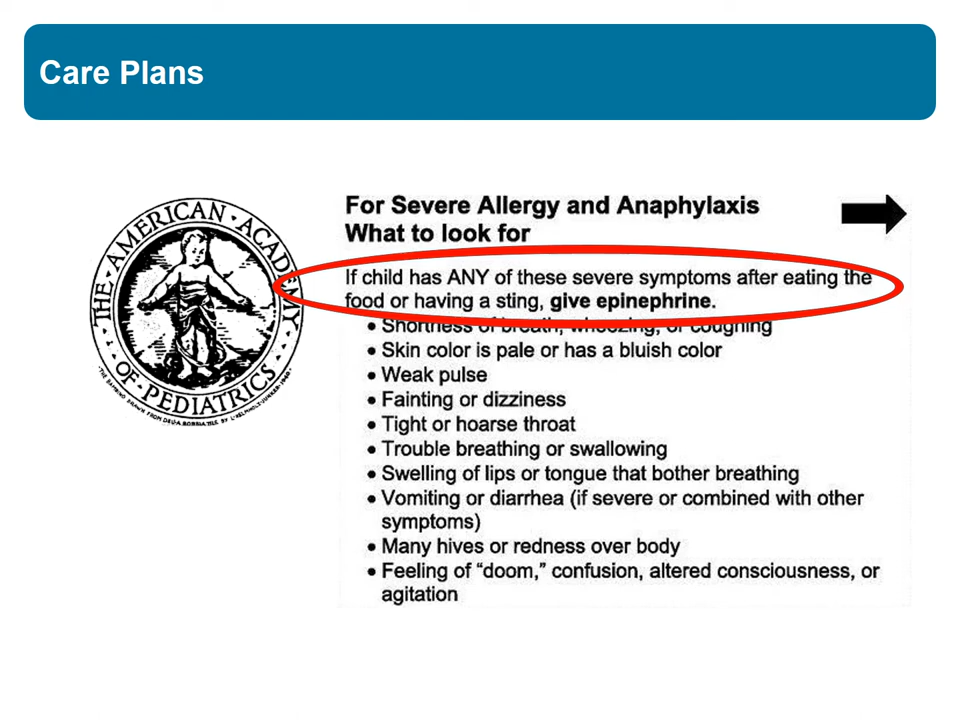 Care Plans
THE AMERICAN ACADEMY
OF PEDIATRICS
For Severe Allergy and Anaphylaxis
What to look for
If child has ANY of these severe symptoms after eating the
food or having a sting, give epinephrine.
• Shortness of breath, wheezing, or coughing
• Skin color is pale or has a bluish color
• Weak pulse
• Fainting or dizziness
• Tight or hoarse throat
• Trouble breathing or swallowing
• Swelling of lips or tongue that bother breathing
• Vomiting or diarrhea (if severe or combined with other
symptoms)
• Many hives or redness over body
• Feeling of “doom,” confusion, altered consciousness, or
agitation